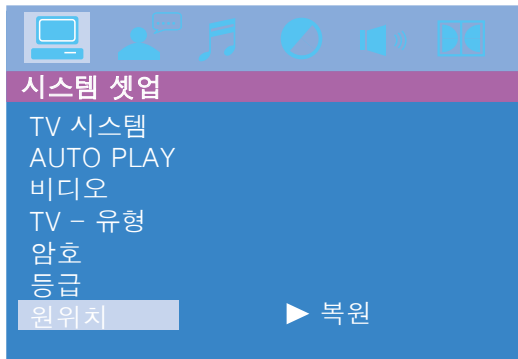 시스템 셋업
TV 시스템
AUTO PLAY
비디오
TV - 유형
암호
등급
원위치 ▶ 복원